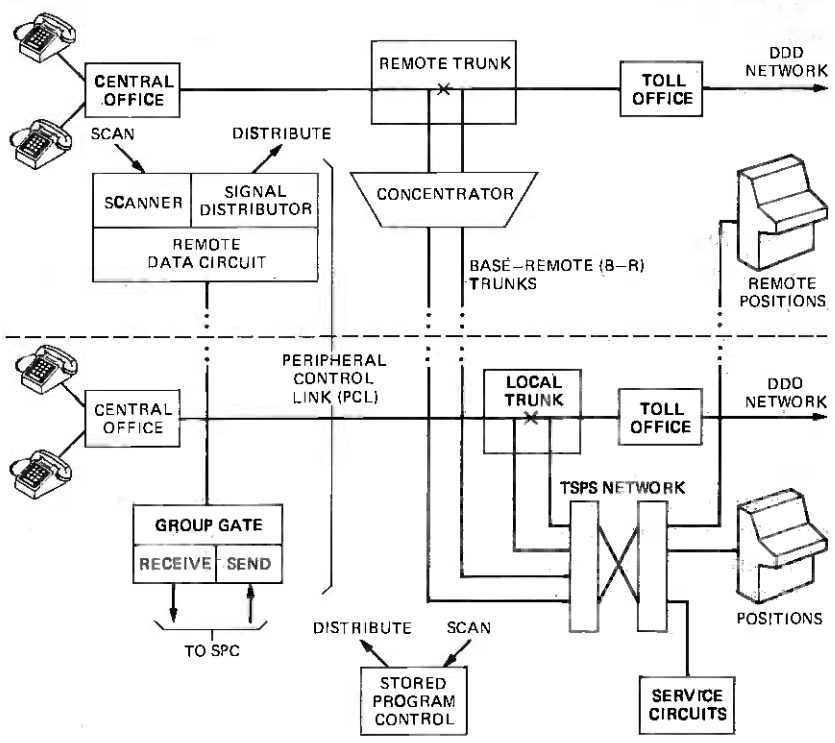 CENTRAL
OFFICE
REMOTE TRUNK
TOLL
OFFICE
DDD
NETWORK
SCAN
DISTRIBUTE
SCANNER
SIGNAL
DISTRIBUTOR
REMOTE
DATA CIRCUIT
CONCENTRATOR
BASE-REMOTE (B-R)
TRUNKS
REMOTE
POSITIONS
PERIPHERAL
CONTROL
LINK (PCL)
CENTRAL
OFFICE
LOCAL
TRUNK
TOLL
OFFICE
DDO
NETWORK
TSPS NETWORK
GROUP GATE
RECEIVE
SEND
TO SPC
DISTRIBUTE
SCAN
STORED
PROGRAM
CONTROL
POSITIONS
SERVICE
CIRCUITS